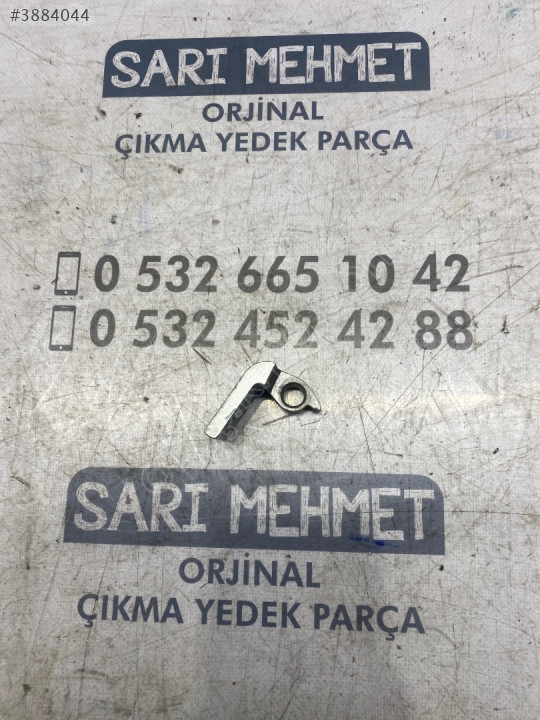 #3884044
SARI MEHMET
ORJİNAL
ÇIKMA YEDEK PARÇA
0 532 665 10 42
0 532 452 42 88
SARI MEHMET
ORJİNAL
ÇIKMA YEDEK PARÇA